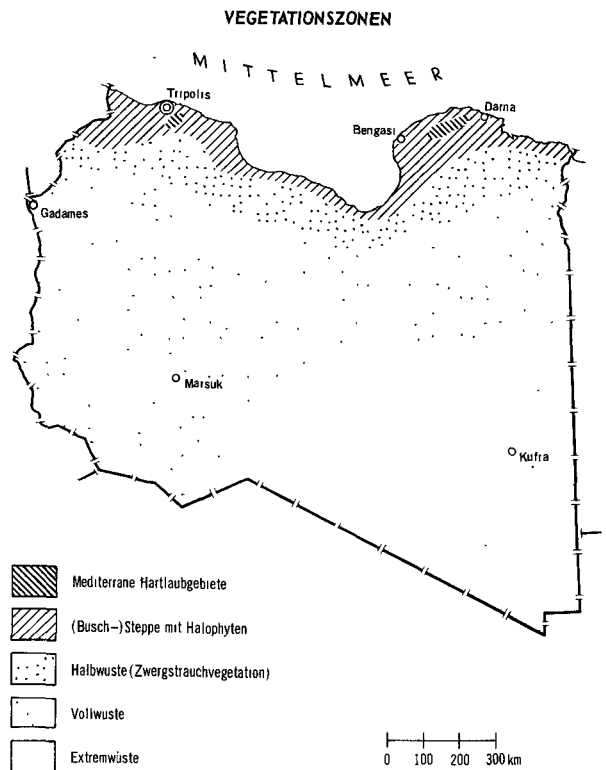 VEGETATIONSZONEN
MITTELMEER
Tripolis
Darna
Bengasi
Gadames
Marsuk
Kufra
Mediterrane Hartlaubgebiete
(Busch-)Steppe mit Halophyten
Halbwuste (Zwergstrauchvegetation)
Vollwuste
Extremwüste
0 100 200 300 km